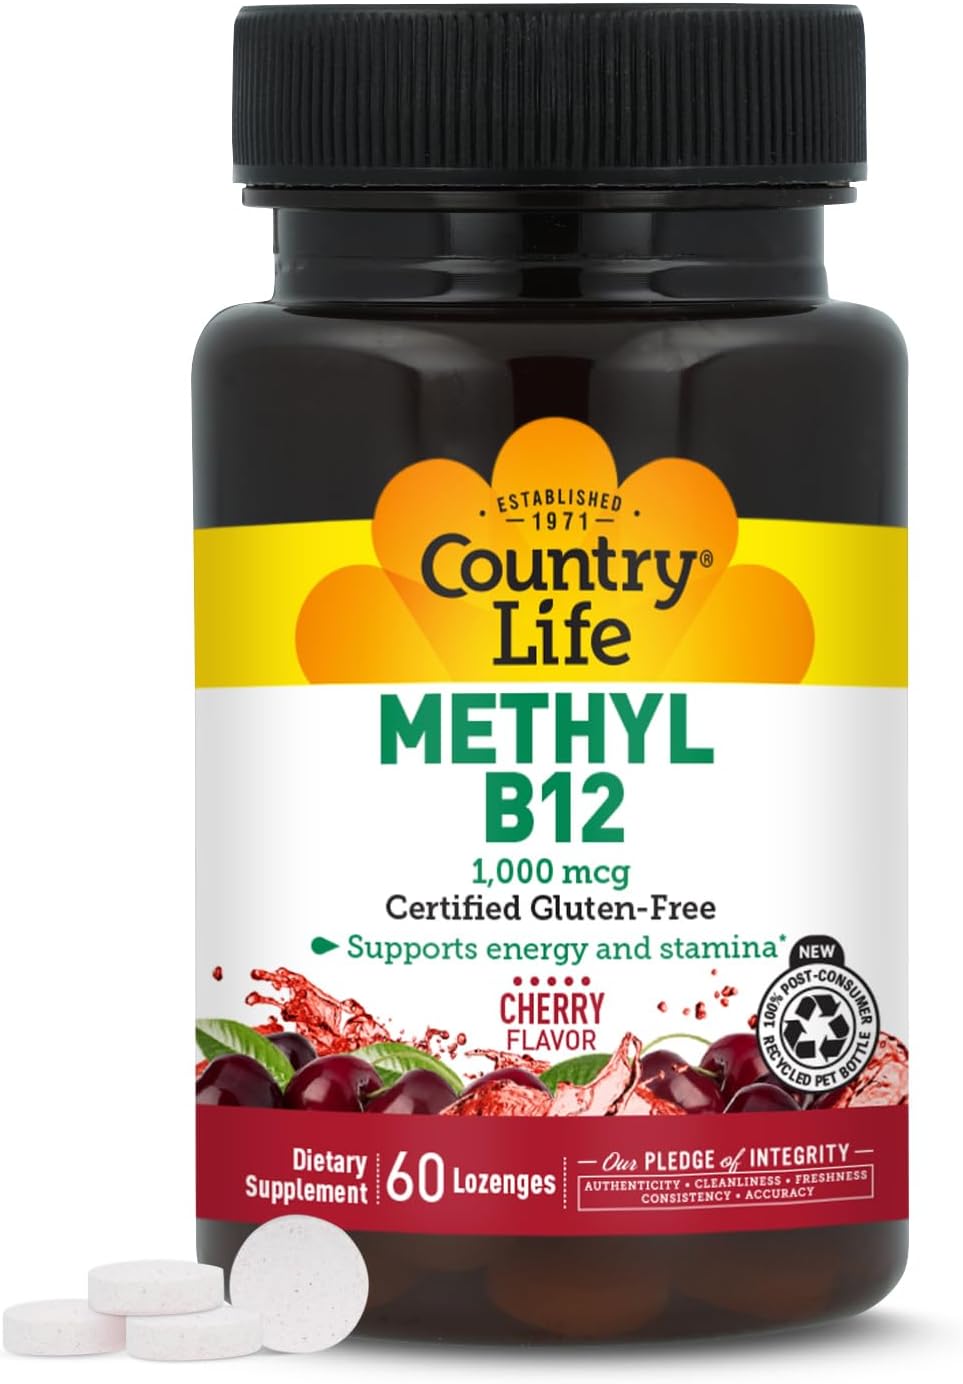 • ESTABLISHED •
— 1971 —
Country®
Life
METHYL
B12
1,000 mcg
Certified Gluten-Free
Supports energy and stamina*
CHERRY
FLAVOR
NEW
100% POST-CONSUMER
RECYCLED PET BOTTLE
Dietary
Supplement
60 Lozenges
— Our PLEDGE of INTEGRITY —
AUTHENTICITY • CLEANLINESS • FRESHNESS
CONSISTENCY • ACCURACY